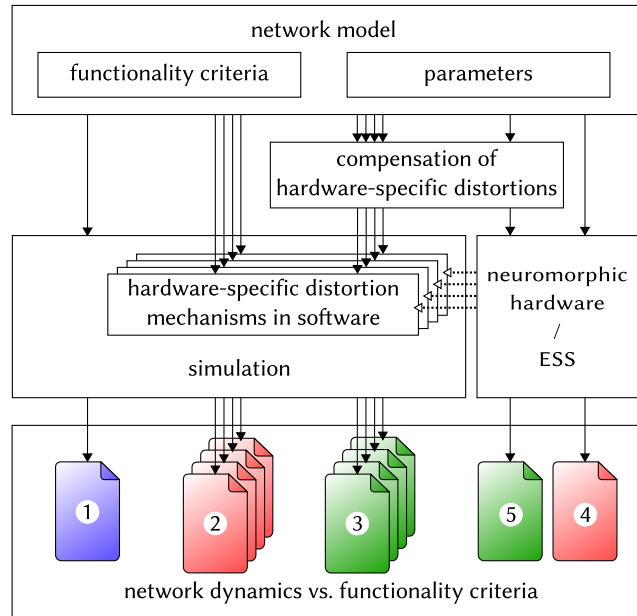 network model
functionality criteria
parameters
compensation of
hardware-specific distortions
hardware-specific distortion
mechanisms in software
simulation
neuromorphic
hardware
/
ESS
1
2
3
5
4
network dynamics vs. functionality criteria